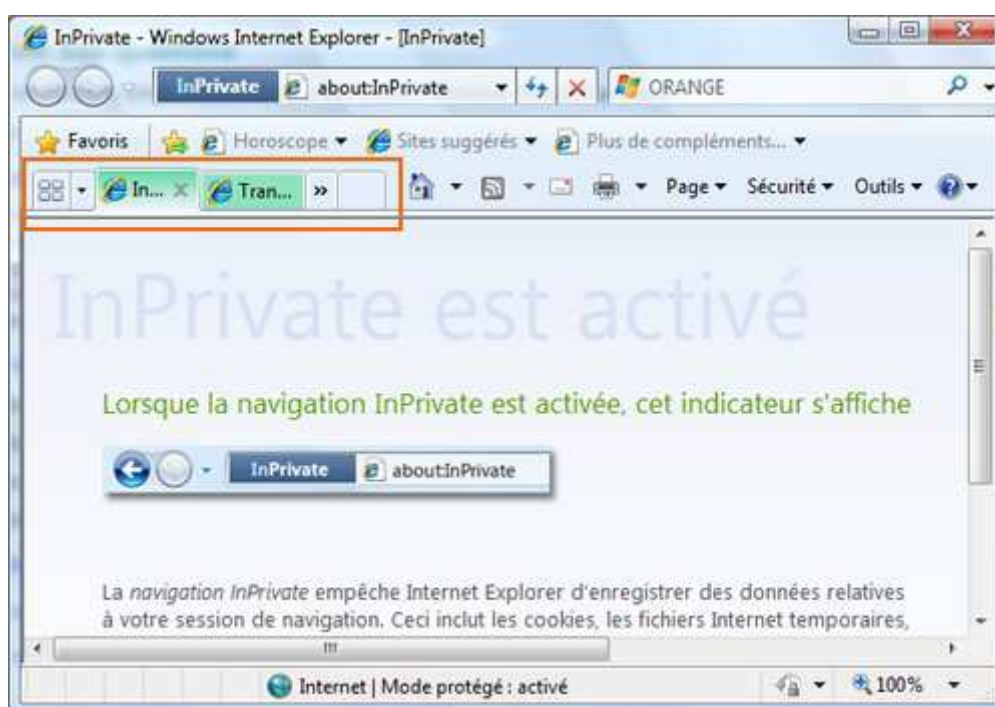 InPrivate - Windows Internet Explorer - [InPrivate]
InPrivate about:InPrivate ORANGE
Favoris Horoscope Sites suggérés Plus de compléments...
In... Tran... » Page Sécurité Outils
InPrivate est activé
Lorsque la navigation InPrivate est activée, cet indicateur s'affiche
InPrivate about:InPrivate
La navigation InPrivate empêche Internet Explorer d'enregistrer des données relatives
à votre session de navigation. Ceci inclut les cookies, les fichiers Internet temporaires,
Internet | Mode protégé : activé 100%